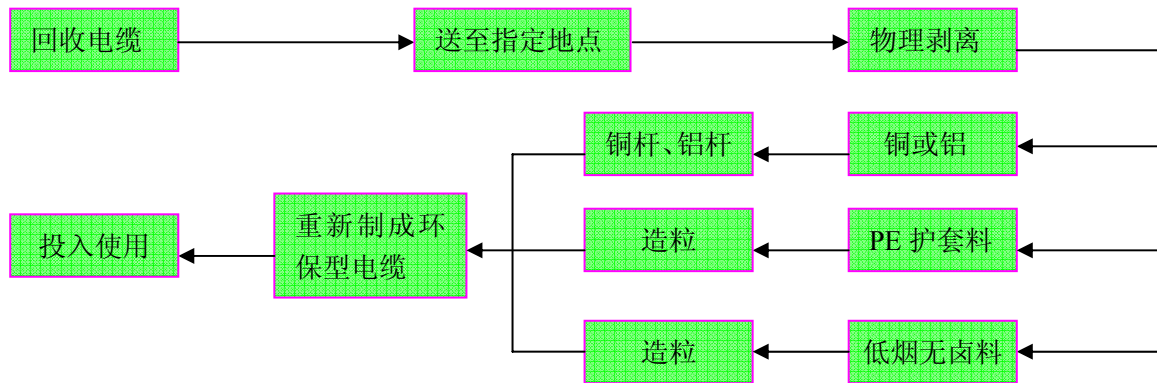 回收电缆
送至指定地点
物理剥离
铜或铝
铜杆、铝杆
PE 护套料
造粒
低烟无卤料
造粒
重新制成环
保型电缆
投入使用